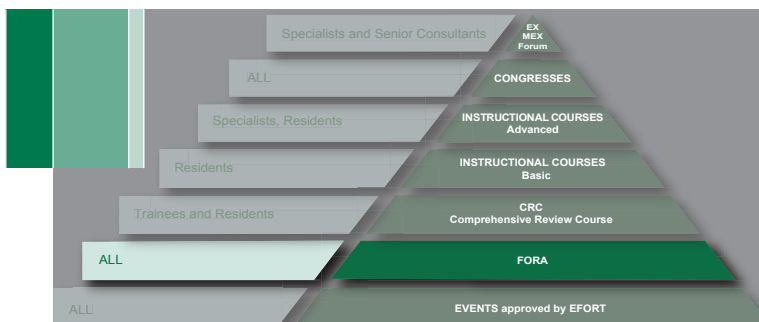 Specialists and Senior Consultants
EX
MEX
Forum
ALL
CONGRESSES
Specialists, Residents
INSTRUCTIONAL COURSES
Advanced
Residents
INSTRUCTIONAL COURSES
Basic
Trainees and Residents
CRC
Comprehensive Review Course
ALL
FORA
ALL
EVENTS approved by EFORT